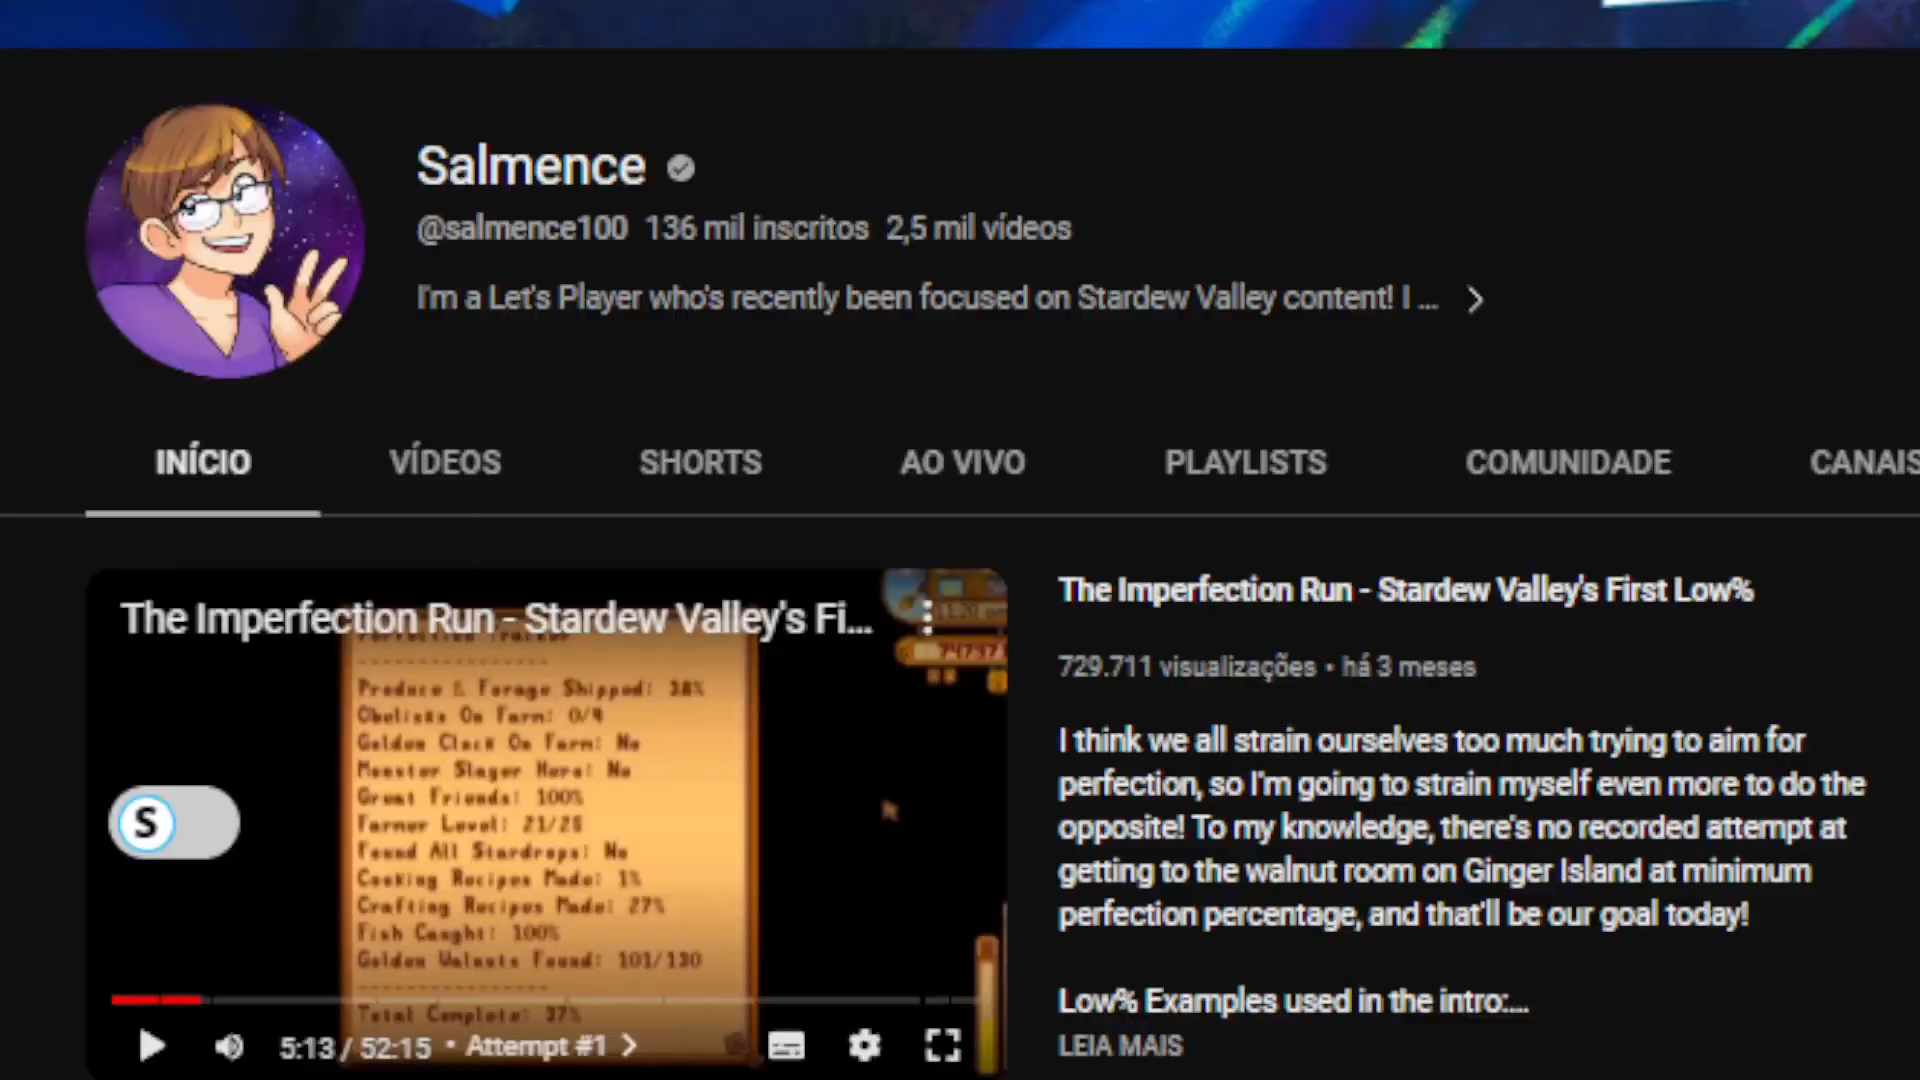 Salmence
@salmence100 136 mil inscritos 2,5 mil vídeos
I'm a Let's Player who's recently been focused on Stardew Valley content! I ...
INÍCIO VÍDEOS SHORTS AO VIVO PLAYLISTS COMUNIDADE CANAIS
The Imperfection Run - Stardew Valley's Fi...
Produce & Forage Shipped: 38%
Obelisks On Farm: 0/4
Golden Clock On Farm: No
Monster Slayer Hero: No
Great Friends: 100%
Farmer Level: 21/25
Found All Stardrops: No
Cooking Recipes Made: 1%
Crafting Recipes Made: 27%
Fish Caught: 100%
Golden Walnuts Found: 101/130
Total Complete: 37%
S
5:13 / 52:15 • Attempt #1
The Imperfection Run - Stardew Valley's First Low%
729.711 visualizações • há 3 meses
I think we all strain ourselves too much trying to aim for
perfection, so I'm going to strain myself even more to do the
opposite! To my knowledge, there's no recorded attempt at
getting to the walnut room on Ginger Island at minimum
perfection percentage, and that'll be our goal today!
Low% Examples used in the intro:...
LEIA MAIS